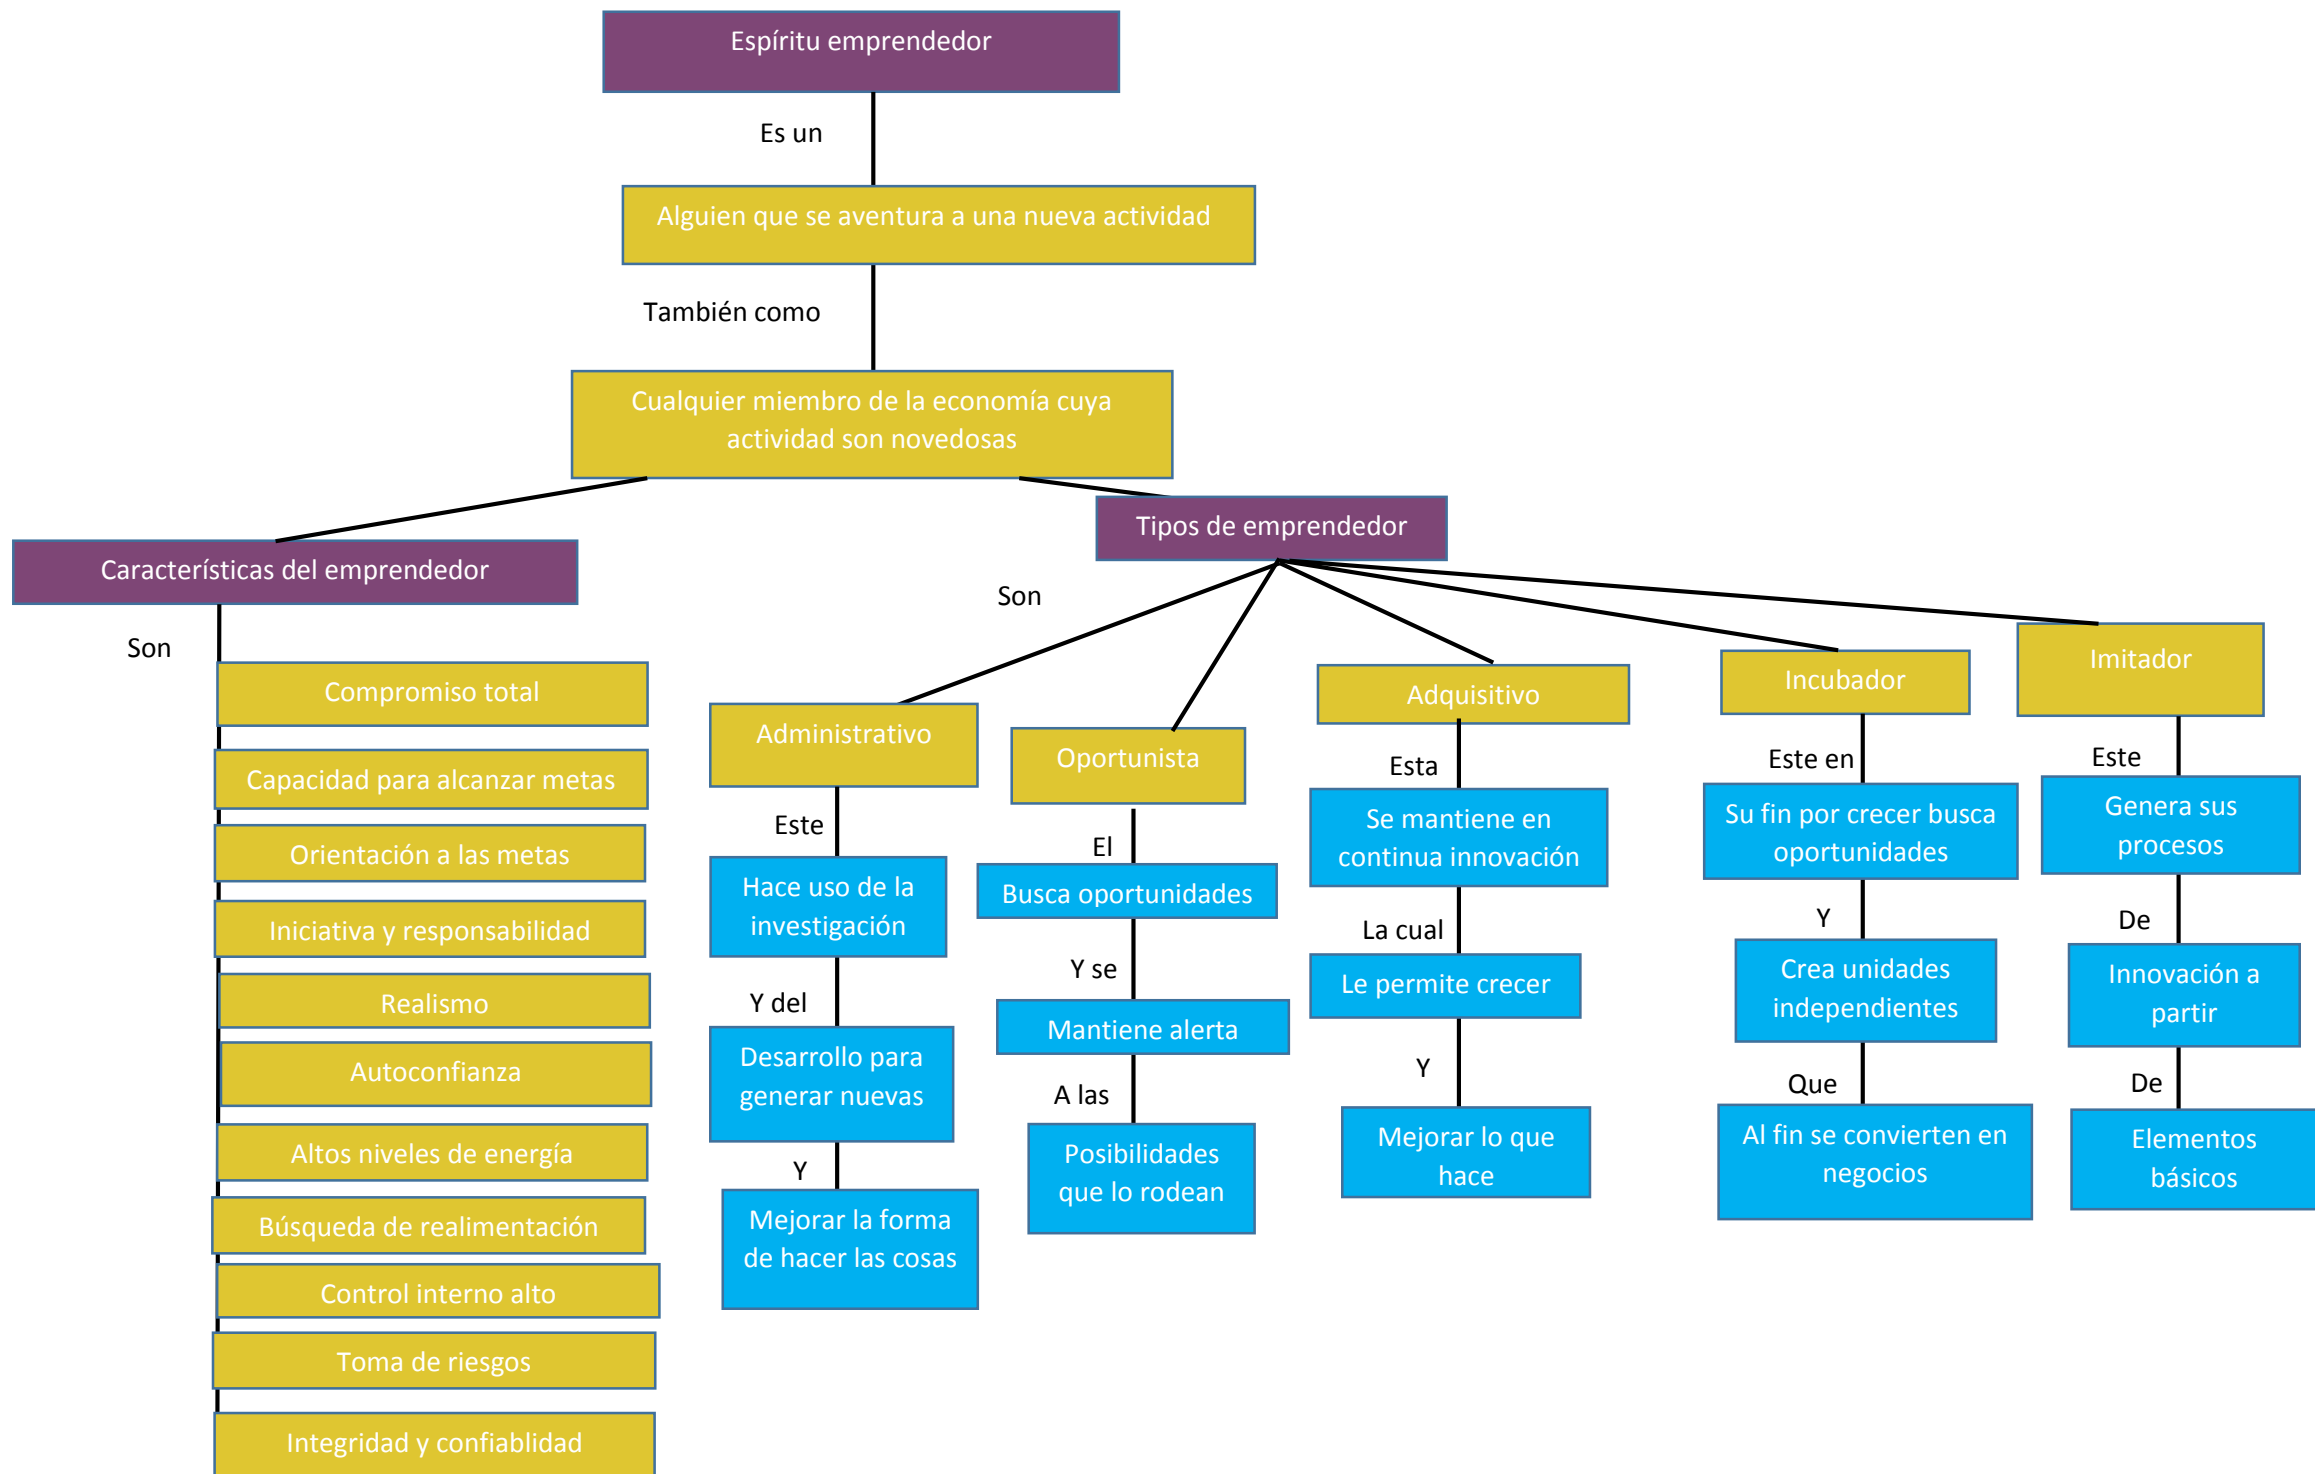 Espíritu emprendedor
Es un
Alguien que se aventura a una nueva actividad
También como
Cualquier miembro de la economía cuya
actividad son novedosas
Características del emprendedor
Son
Compromiso total
Capacidad para alcanzar metas
Orientación a las metas
Iniciativa y responsabilidad
Realismo
Autoconfianza
Altos niveles de energía
Búsqueda de realimentación
Control interno alto
Toma de riesgos
Integridad y confiablidad
Tipos de emprendedor
Son
Administrativo
Este
Hace uso de la
investigación
Y del
Desarrollo para
generar nuevas
Y
Mejorar la forma
de hacer las cosas
Oportunista
El
Busca oportunidades
Y se
Mantiene alerta
A las
Posibilidades
que lo rodean
Adquisitivo
Esta
Se mantiene en
continua innovación
La cual
Le permite crecer
Y
Mejorar lo que
hace
Incubador
Este en
Su fin por crecer busca
oportunidades
Y
Crea unidades
independientes
Que
Al fin se convierten en
negocios
Imitador
Este
Genera sus
procesos
De
Innovación a
partir
De
Elementos
básicos